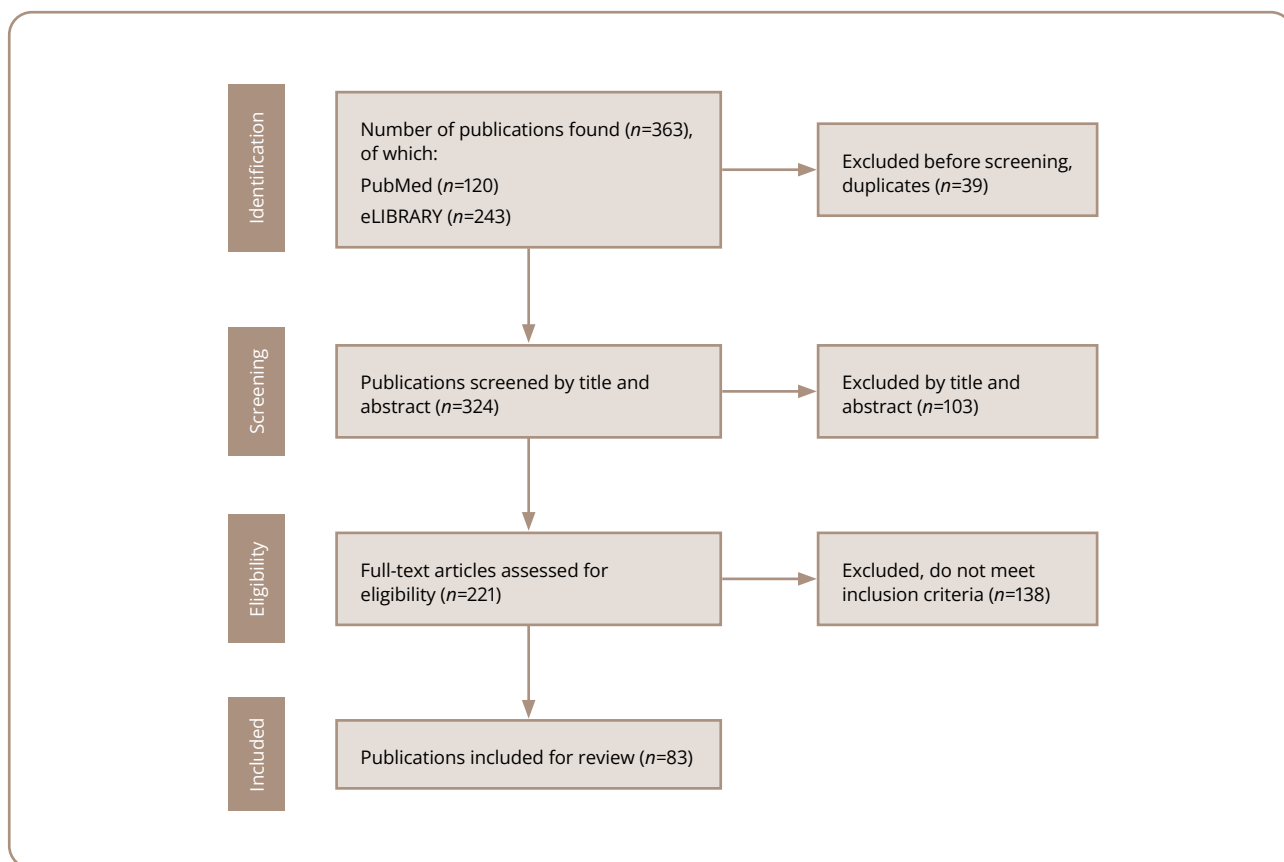 Identification
Number of publications found (n=363),
of which:
PubMed (n=120)
eLIBRARY (n=243)
Excluded before screening,
duplicates (n=39)
Screening
Publications screened by title and
abstract (n=324)
Excluded by title and
abstract (n=103)
Eligibility
Full-text articles assessed for
eligibility (n=221)
Excluded, do not meet
inclusion criteria (n=138)
Included
Publications included for review (n=83)